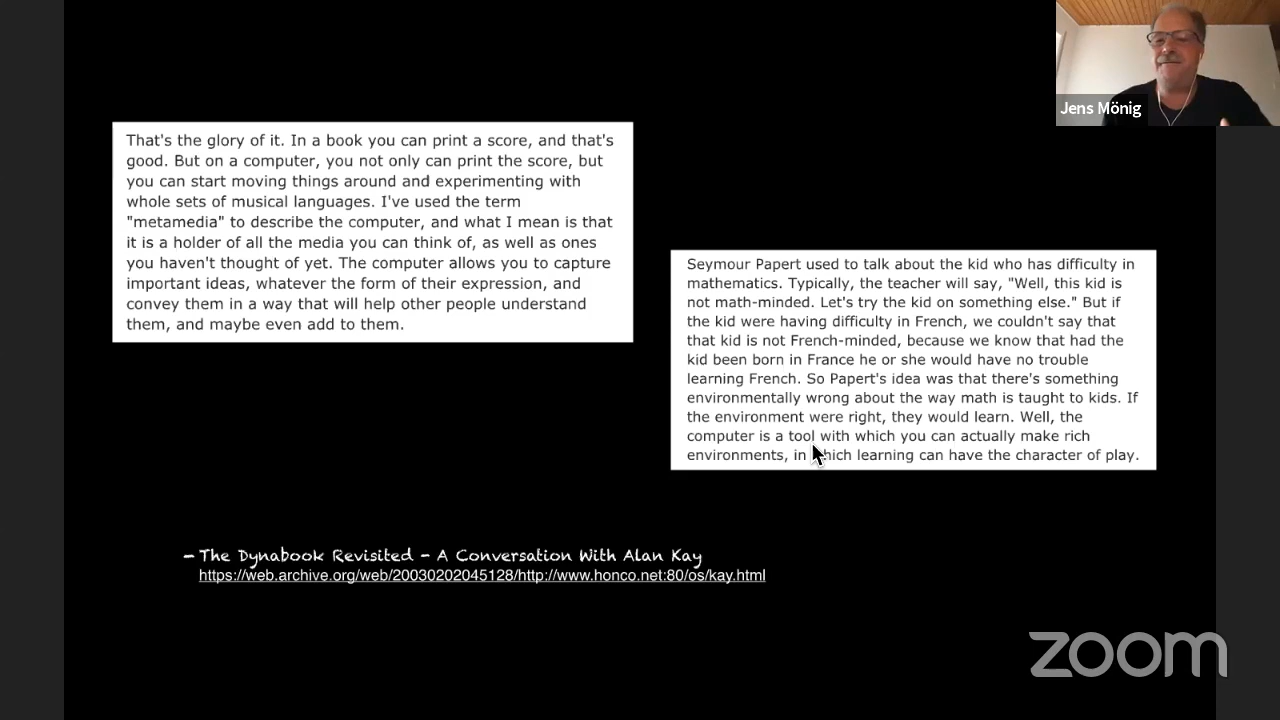 Jens Mönig
That's the glory of it. In a book you can print a score, and that's
good. But on a computer, you not only can print the score, but
you can start moving things around and experimenting with
whole sets of musical languages. I've used the term
"metamedia" to describe the computer, and what I mean is that
it is a holder of all the media you can think of, as well as ones
you haven't thought of yet. The computer allows you to capture
important ideas, whatever the form of their expression, and
convey them in a way that will help other people understand
them, and maybe even add to them.
Seymour Papert used to talk about the kid who has difficulty in
mathematics. Typically, the teacher will say, "Well, this kid is
not math-minded. Let's try the kid on something else." But if
the kid were having difficulty in French, we couldn't say that
that kid is not French-minded, because we know that had the
kid been born in France he or she would have no trouble
learning French. So Papert's idea was that there's something
environmentally wrong about the way math is taught to kids. If
the environment were right, they would learn. Well, the
computer is a tool with which you can actually make rich
environments, in which learning can have the character of play.
– The Dynabook Revisited - A Conversation With Alan Kay
https://web.archive.org/web/20030202045128/http://www.honco.net:80/os/kay.html
zoom